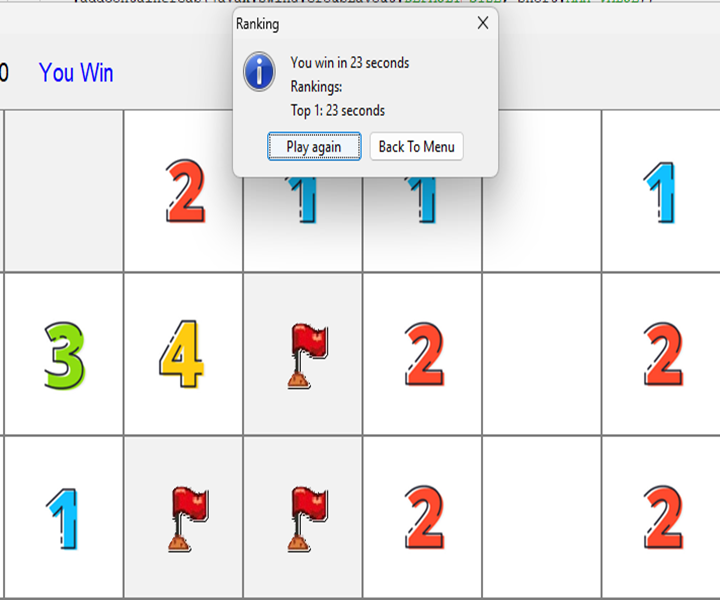 Ranking
You win in 23 seconds
Rankings:
Top 1: 23 seconds
Play again Back To Menu
0 You Win
2 1 1 1
3 4 2 2
1 2 2